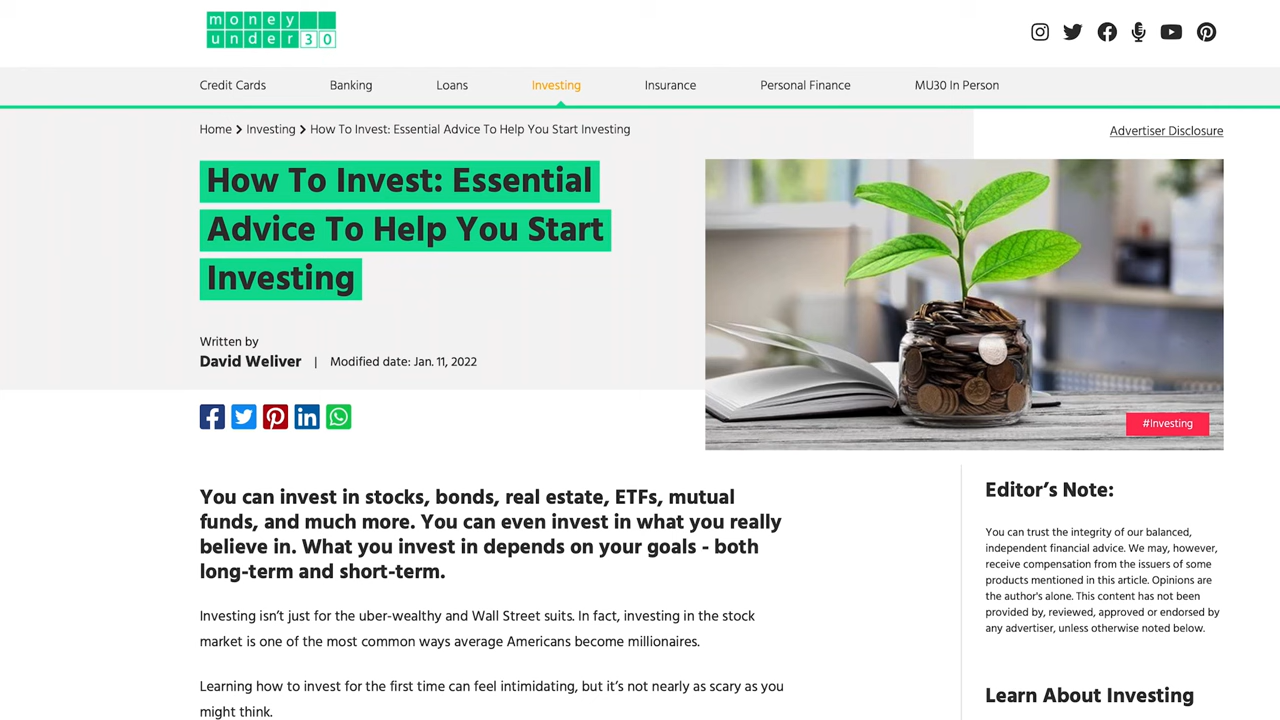 money
under30
Credit Cards
Banking
Loans
Investing
Insurance
Personal Finance
MU30 In Person
Home > Investing > How To Invest: Essential Advice To Help You Start Investing
Advertiser Disclosure
How To Invest: Essential
Advice To Help You Start
Investing
Written by
David Weliver | Modified date: Jan. 11, 2022
#Investing
You can invest in stocks, bonds, real estate, ETFs, mutual
funds, and much more. You can even invest in what you really
believe in. What you invest in depends on your goals - both
long-term and short-term.
Investing isn’t just for the uber-wealthy and Wall Street suits. In fact, investing in the stock
market is one of the most common ways average Americans become millionaires.
Learning how to invest for the first time can feel intimidating, but it’s not nearly as scary as you
might think.
Editor’s Note:
You can trust the integrity of our balanced,
independent financial advice. We may, however,
receive compensation from the issuers of some
products mentioned in this article. Opinions are
the author's alone. This content has not been
provided by, reviewed, approved or endorsed by
any advertiser, unless otherwise noted below.
Learn About Investing